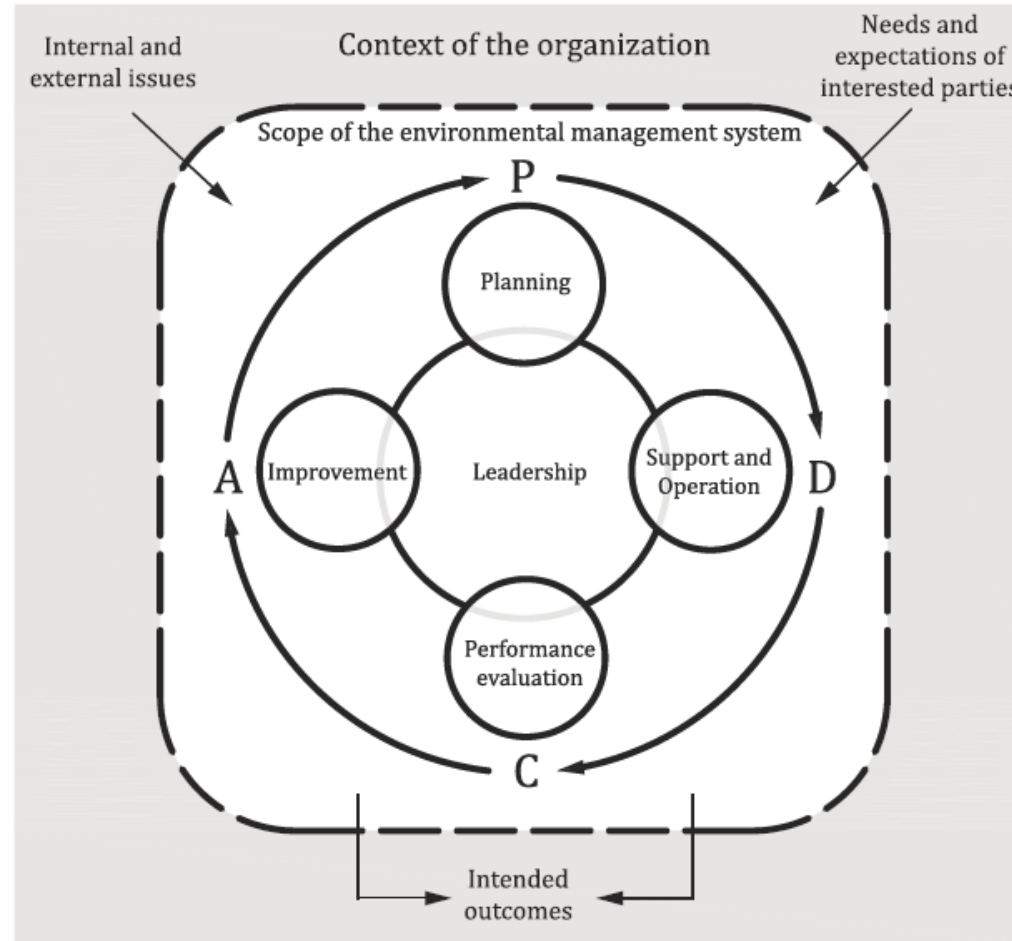 Context of the organization
Internal and
external issues
Needs and
expectations of
interested parties
Scope of the environmental management system
P
Planning
A
Improvement
Leadership
Support and
Operation
D
Performance
evaluation
C
Intended
outcomes